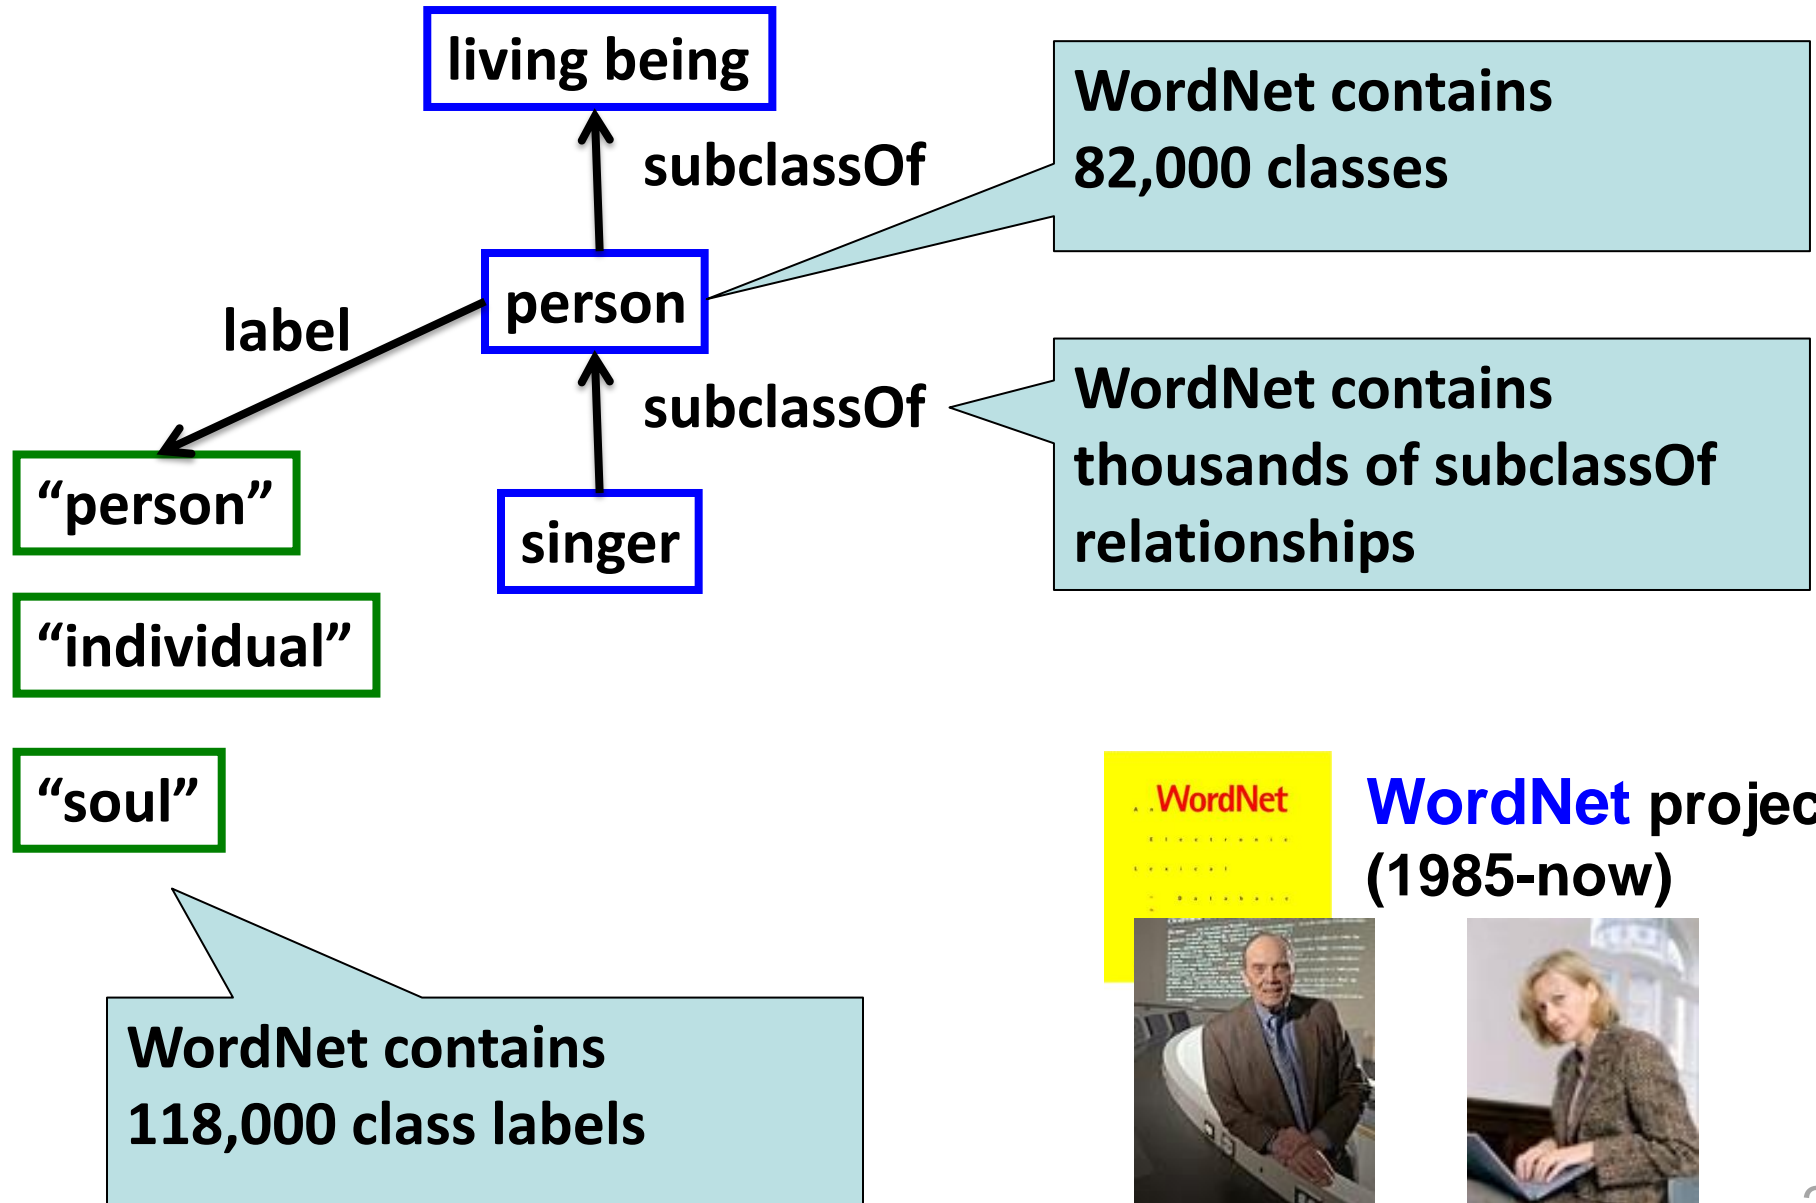 living being
subclassOf
WordNet contains
82,000 classes
person
label
subclassOf
WordNet contains
thousands of subclassOf
relationships
“person”
singer
“individual”
“soul”
WordNet
A n
E l e c t r o n i c
L e x i c a l
D a t a b a s e
WordNet projec
(1985-now)
WordNet contains
118,000 class labels